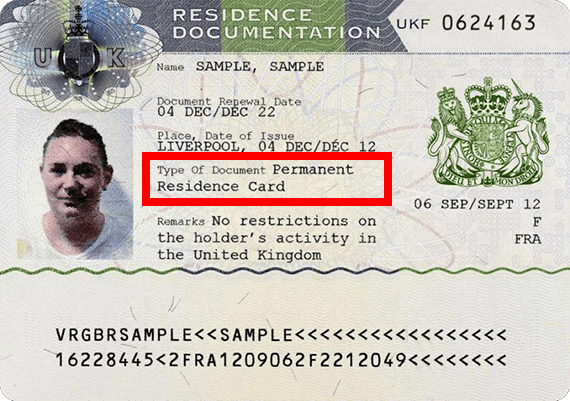 RESIDENCE
DOCUMENTATION
UKF 0624163
U K
Name SAMPLE, SAMPLE
Document Renewal Date
04 DEC/DÉC 22
Place, Date of Issue
LIVERPOOL, 04 DEC/DÉC 12
Type Of Document Permanent
Residence Card
06 SEP/SEPT 12
Remarks No restrictions on
F
the holder's activity in
FRA
the United Kingdom
VRGBRSAMPLE<<SAMPLE<<<<<<<<<<<<<<<<<
16228445<2FRA1209062F2212049<<<<<<<<